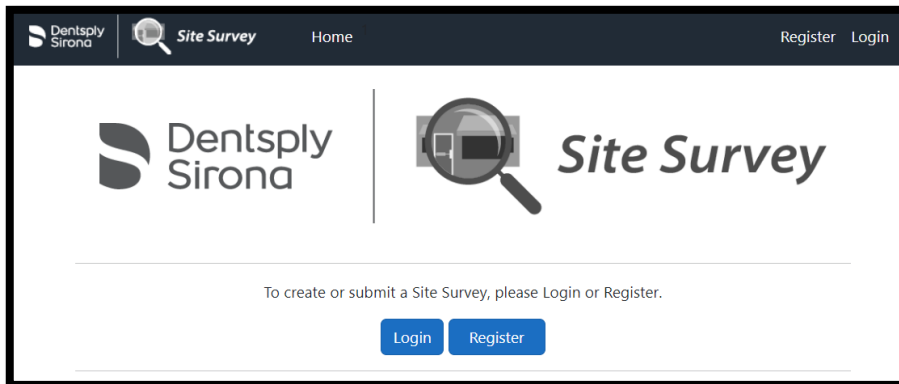 Dentsply
Sirona
Site Survey
Home
Register
Login
Dentsply
Sirona
Site Survey
To create or submit a Site Survey, please Login or Register.
Login
Register